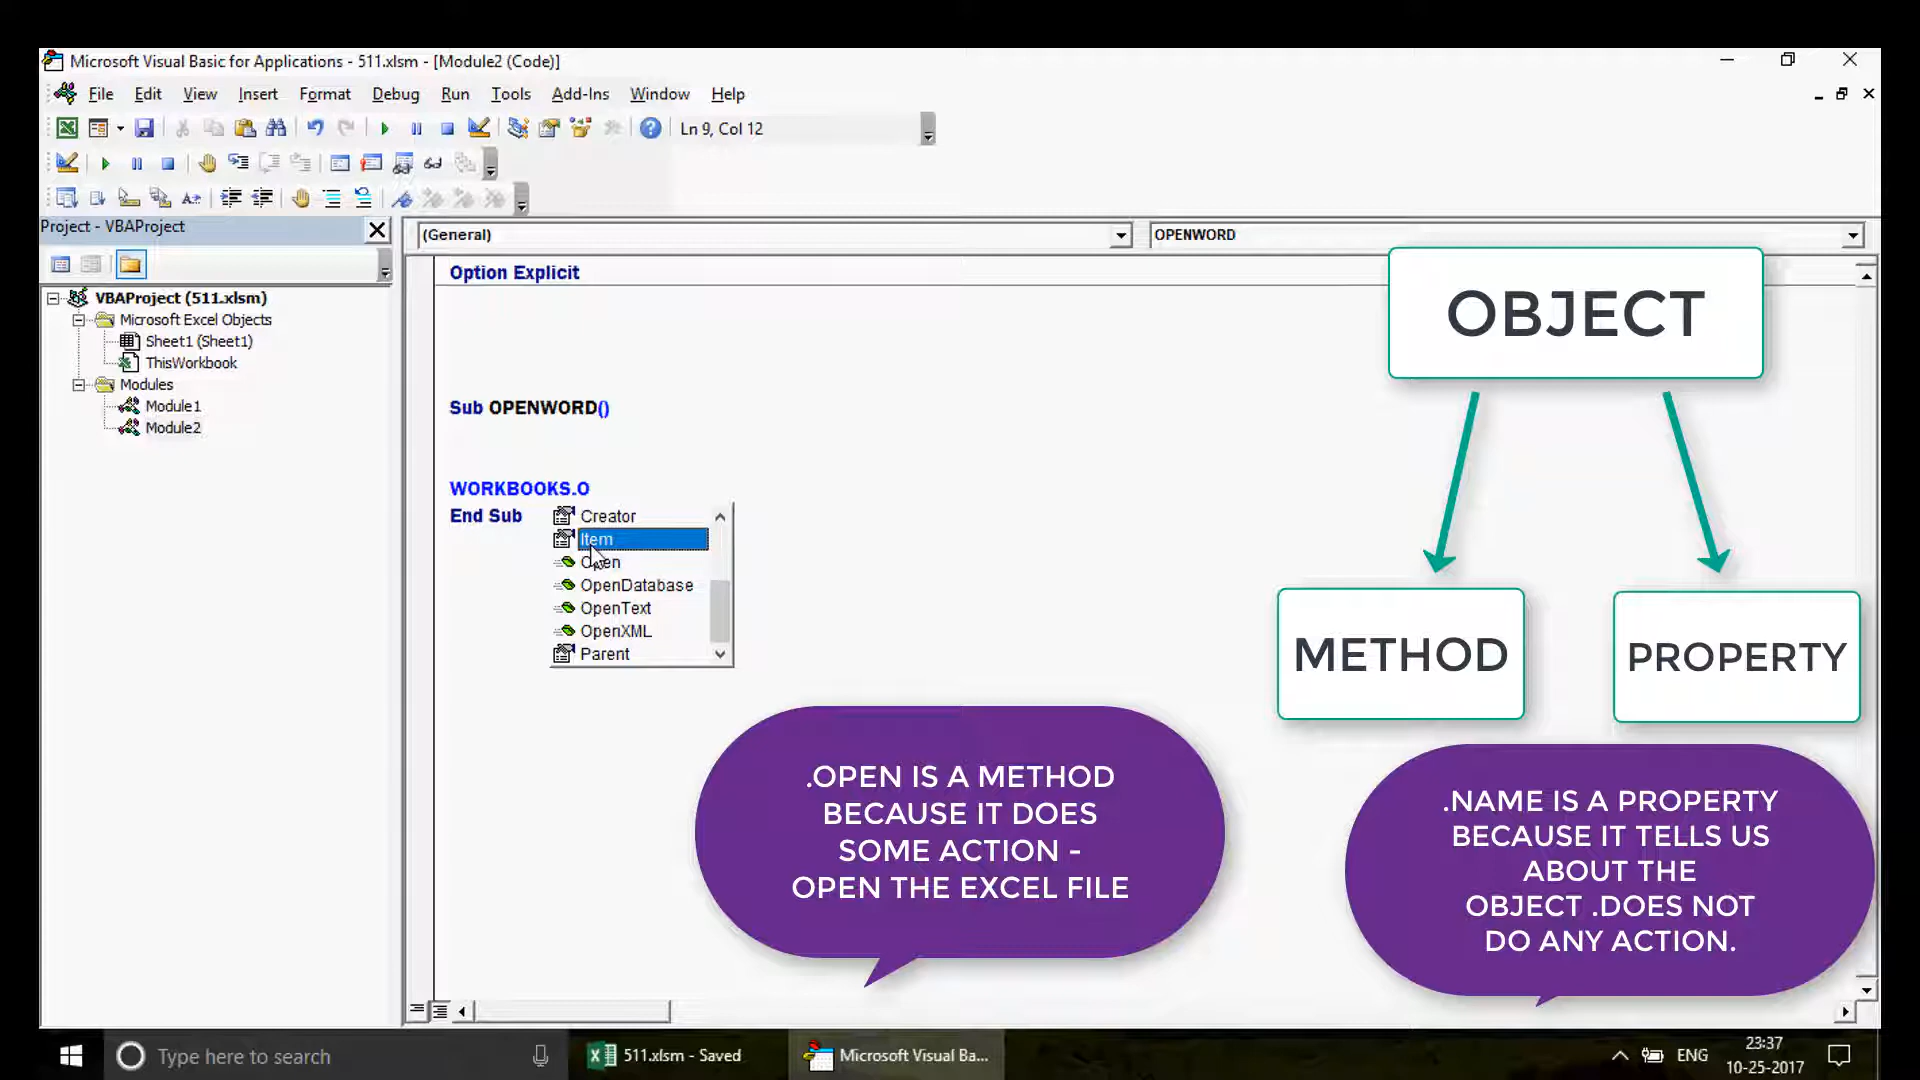 Microsoft Visual Basic for Applications - 511.xlsm - [Module2 (Code)]
File Edit View Insert Format Debug Run Tools Add-Ins Window Help
Ln 9, Col 12
Project - VBAProject
(General)
OPENWORD
VBAProject (511.xlsm)
Microsoft Excel Objects
Sheet1 (Sheet1)
ThisWorkbook
Modules
Module1
Module2
Option Explicit
Sub OPENWORD()
WORKBOOKS.O
End Sub
Creator
Item
Open
OpenDatabase
OpenText
OpenXML
Parent
OBJECT
METHOD
PROPERTY
.OPEN IS A METHOD
BECAUSE IT DOES
SOME ACTION -
OPEN THE EXCEL FILE
.NAME IS A PROPERTY
BECAUSE IT TELLS US
ABOUT THE
OBJECT .DOES NOT
DO ANY ACTION.
Type here to search
511.xlsm - Saved
Microsoft Visual Ba...
ENG
23:37
10-25-2017